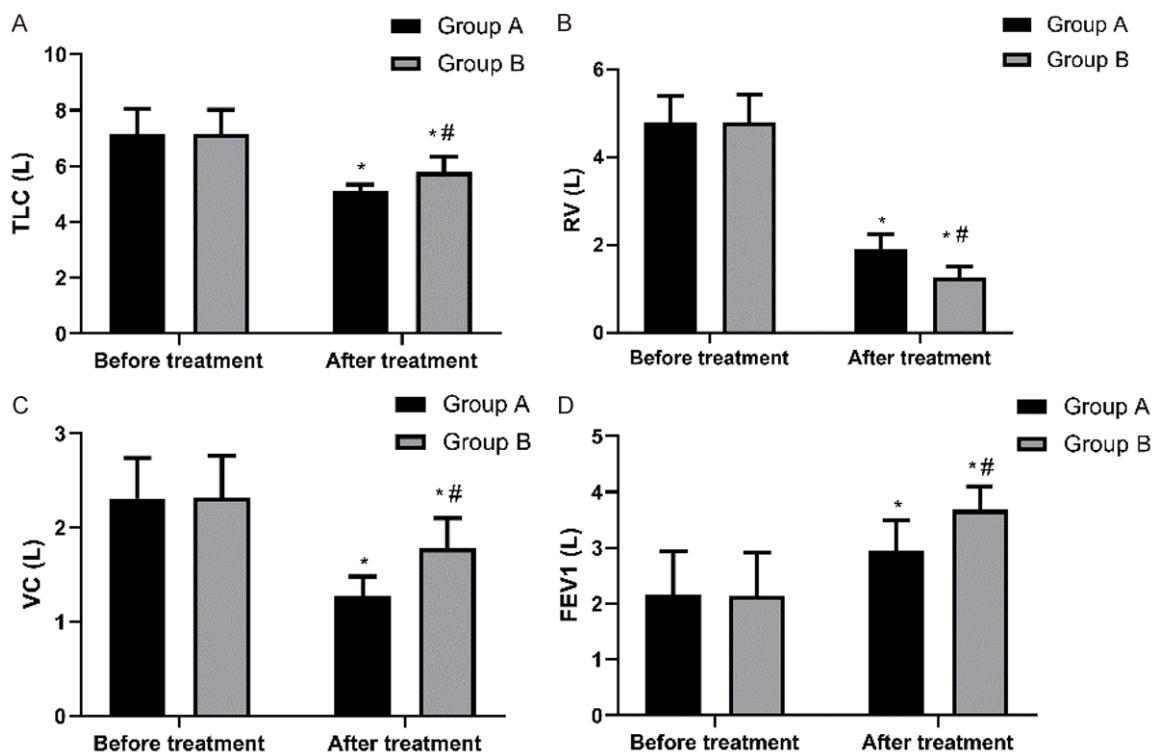 A
Group A
Group B
TLC (L)
10
8
6
4
2
0
*
*#
Before treatment
After treatment
B
Group A
Group B
RV (L)
6
4
2
0
*
*#
Before treatment
After treatment
C
Group A
Group B
VC (L)
3
2
1
0
*
*#
Before treatment
After treatment
D
Group A
Group B
FEV1 (L)
5
4
3
2
1
0
*
*#
Before treatment
After treatment